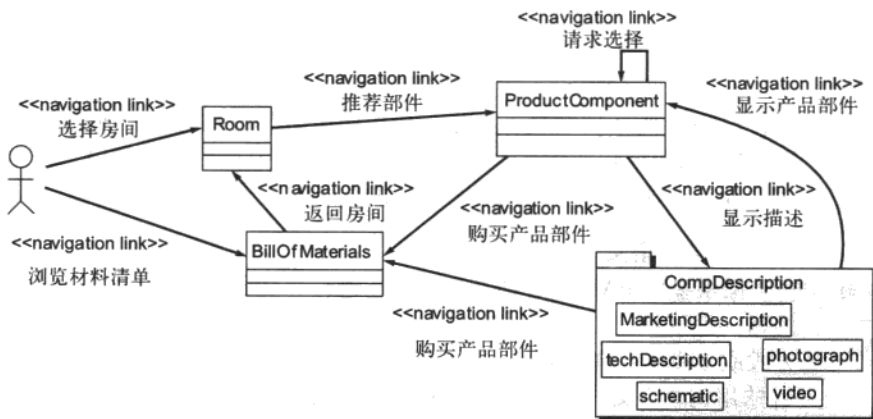 <<navigation link>>
请求选择
<<navigation link>>
选择房间
<<navigation link>>
推荐部件
ProductComponent
<<navigation link>>
显示产品部件
Room
<<navigation link>>
返回房间
<<navigation link>>
购买产品部件
<<navigation link>>
显示描述
<<navigation link>>
浏览材料清单
BillOfMaterials
<<navigation link>>
购买产品部件
CompDescription
MarketingDescription
techDescription
photograph
schematic
video